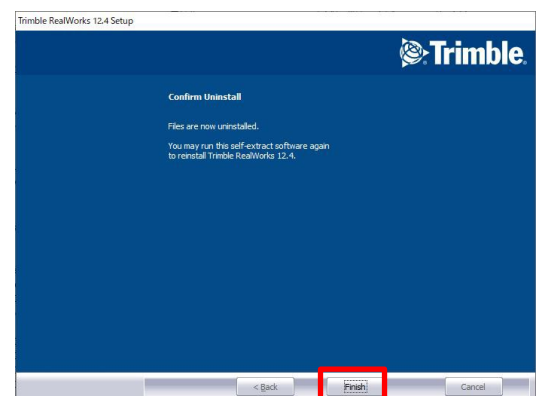 Trimble RealWorks 12.4 Setup
Trimble
Confirm Uninstall
Files are now uninstalled.
You may run this self-extract software again
to reinstall Trimble RealWorks 12.4.
< Back
Finish
Cancel